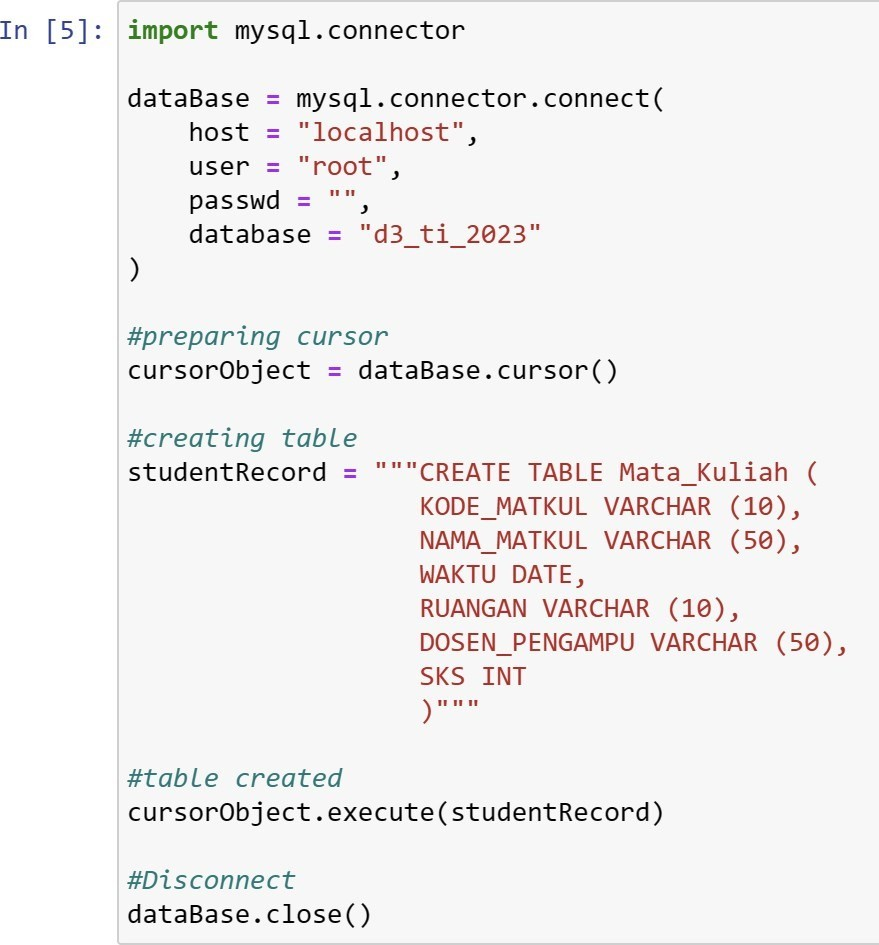 In [5]:
import mysql.connector
dataBase = mysql.connector.connect(
    host = "localhost",
    user = "root",
    passwd = "",
    database = "d3_ti_2023"
)
#preparing cursor
cursorObject = dataBase.cursor()
#creating table
studentRecord = """CREATE TABLE Mata_Kuliah (
                   KODE_MATKUL VARCHAR (10),
                   NAMA_MATKUL VARCHAR (50),
                   WAKTU DATE,
                   RUANGAN VARCHAR (10),
                   DOSEN_PENGAMPU VARCHAR (50),
                   SKS INT
                   )"""
#table created
cursorObject.execute(studentRecord)
#Disconnect
dataBase.close()